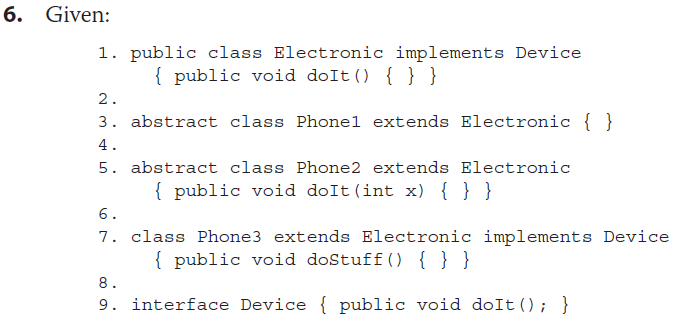 6. Given:
1. public class Electronic implements Device
{ public void doIt() { } }
2.
3. abstract class Phone1 extends Electronic { }
4.
5. abstract class Phone2 extends Electronic
{ public void doIt(int x) { } }
6.
7. class Phone3 extends Electronic implements Device
{ public void doStuff() { } }
8.
9. interface Device { public void doIt(); }